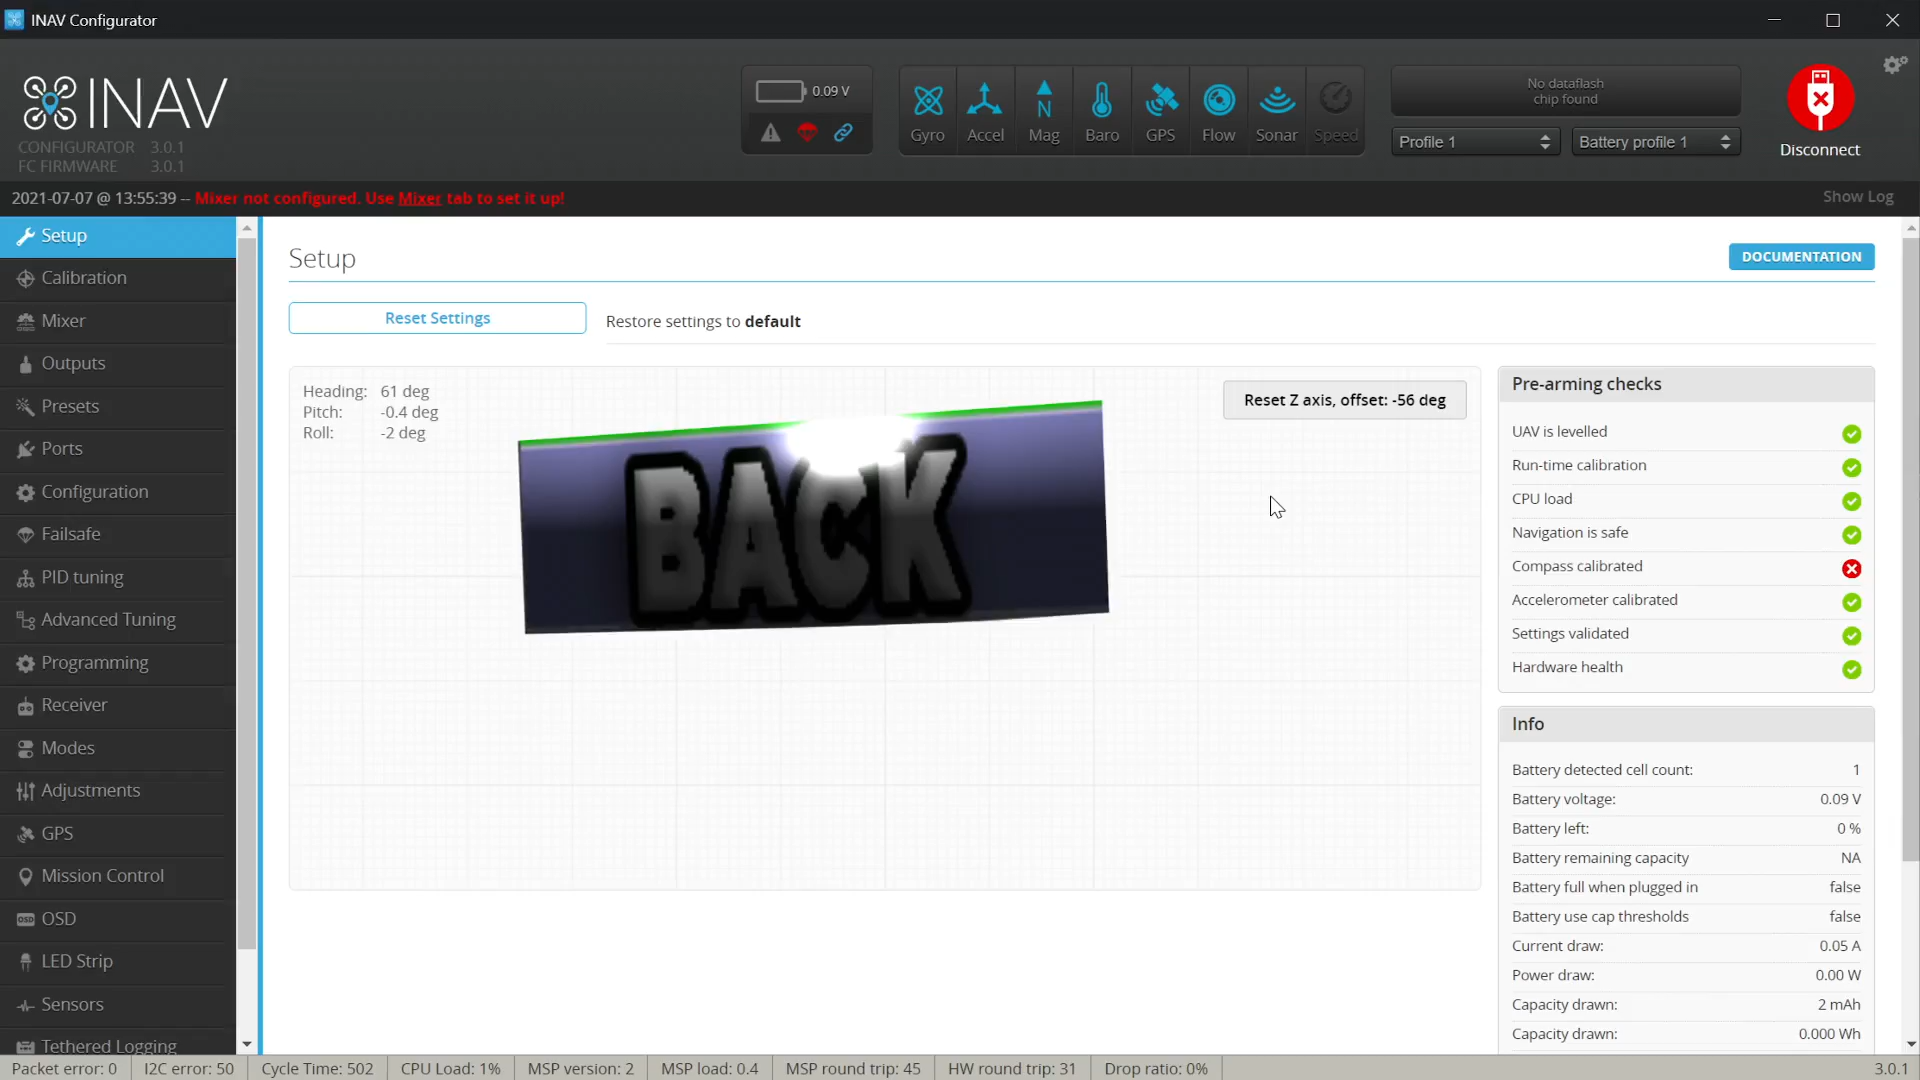 INAV Configurator
INAV
CONFIGURATOR 3.0.1
FC FIRMWARE 3.0.1
0.09 V
Gyro
Accel
Mag
Baro
GPS
Flow
Sonar
Speed
No dataflash
chip found
Profile 1
Battery profile 1
Disconnect
2021-07-07 @ 13:55:39 -- Mixer not configured. Use Mixer tab to set it up!
Show Log
Setup
Calibration
Mixer
Outputs
Presets
Ports
Configuration
Failsafe
PID tuning
Advanced Tuning
Programming
Receiver
Modes
Adjustments
GPS
Mission Control
OSD
OSD
LED Strip
Sensors
Tethered Logging
Setup
DOCUMENTATION
Reset Settings
Restore settings to default
Heading: 61 deg
Pitch: -0.4 deg
Roll: -2 deg
Reset Z axis, offset: -56 deg
BACK
Pre-arming checks
UAV is levelled
Run-time calibration
CPU load
Navigation is safe
Compass calibrated
Accelerometer calibrated
Settings validated
Hardware health
Info
Battery detected cell count: 1
Battery voltage: 0.09 V
Battery left: 0 %
Battery remaining capacity NA
Battery full when plugged in false
Battery use cap thresholds false
Current draw: 0.05 A
Power draw: 0.00 W
Capacity drawn: 2 mAh
Capacity drawn: 0.000 Wh
Packet error: 0
I2C error: 50
Cycle Time: 502
CPU Load: 1%
MSP version: 2
MSP load: 0.4
MSP round trip: 45
HW round trip: 31
Drop ratio: 0%
3.0.1